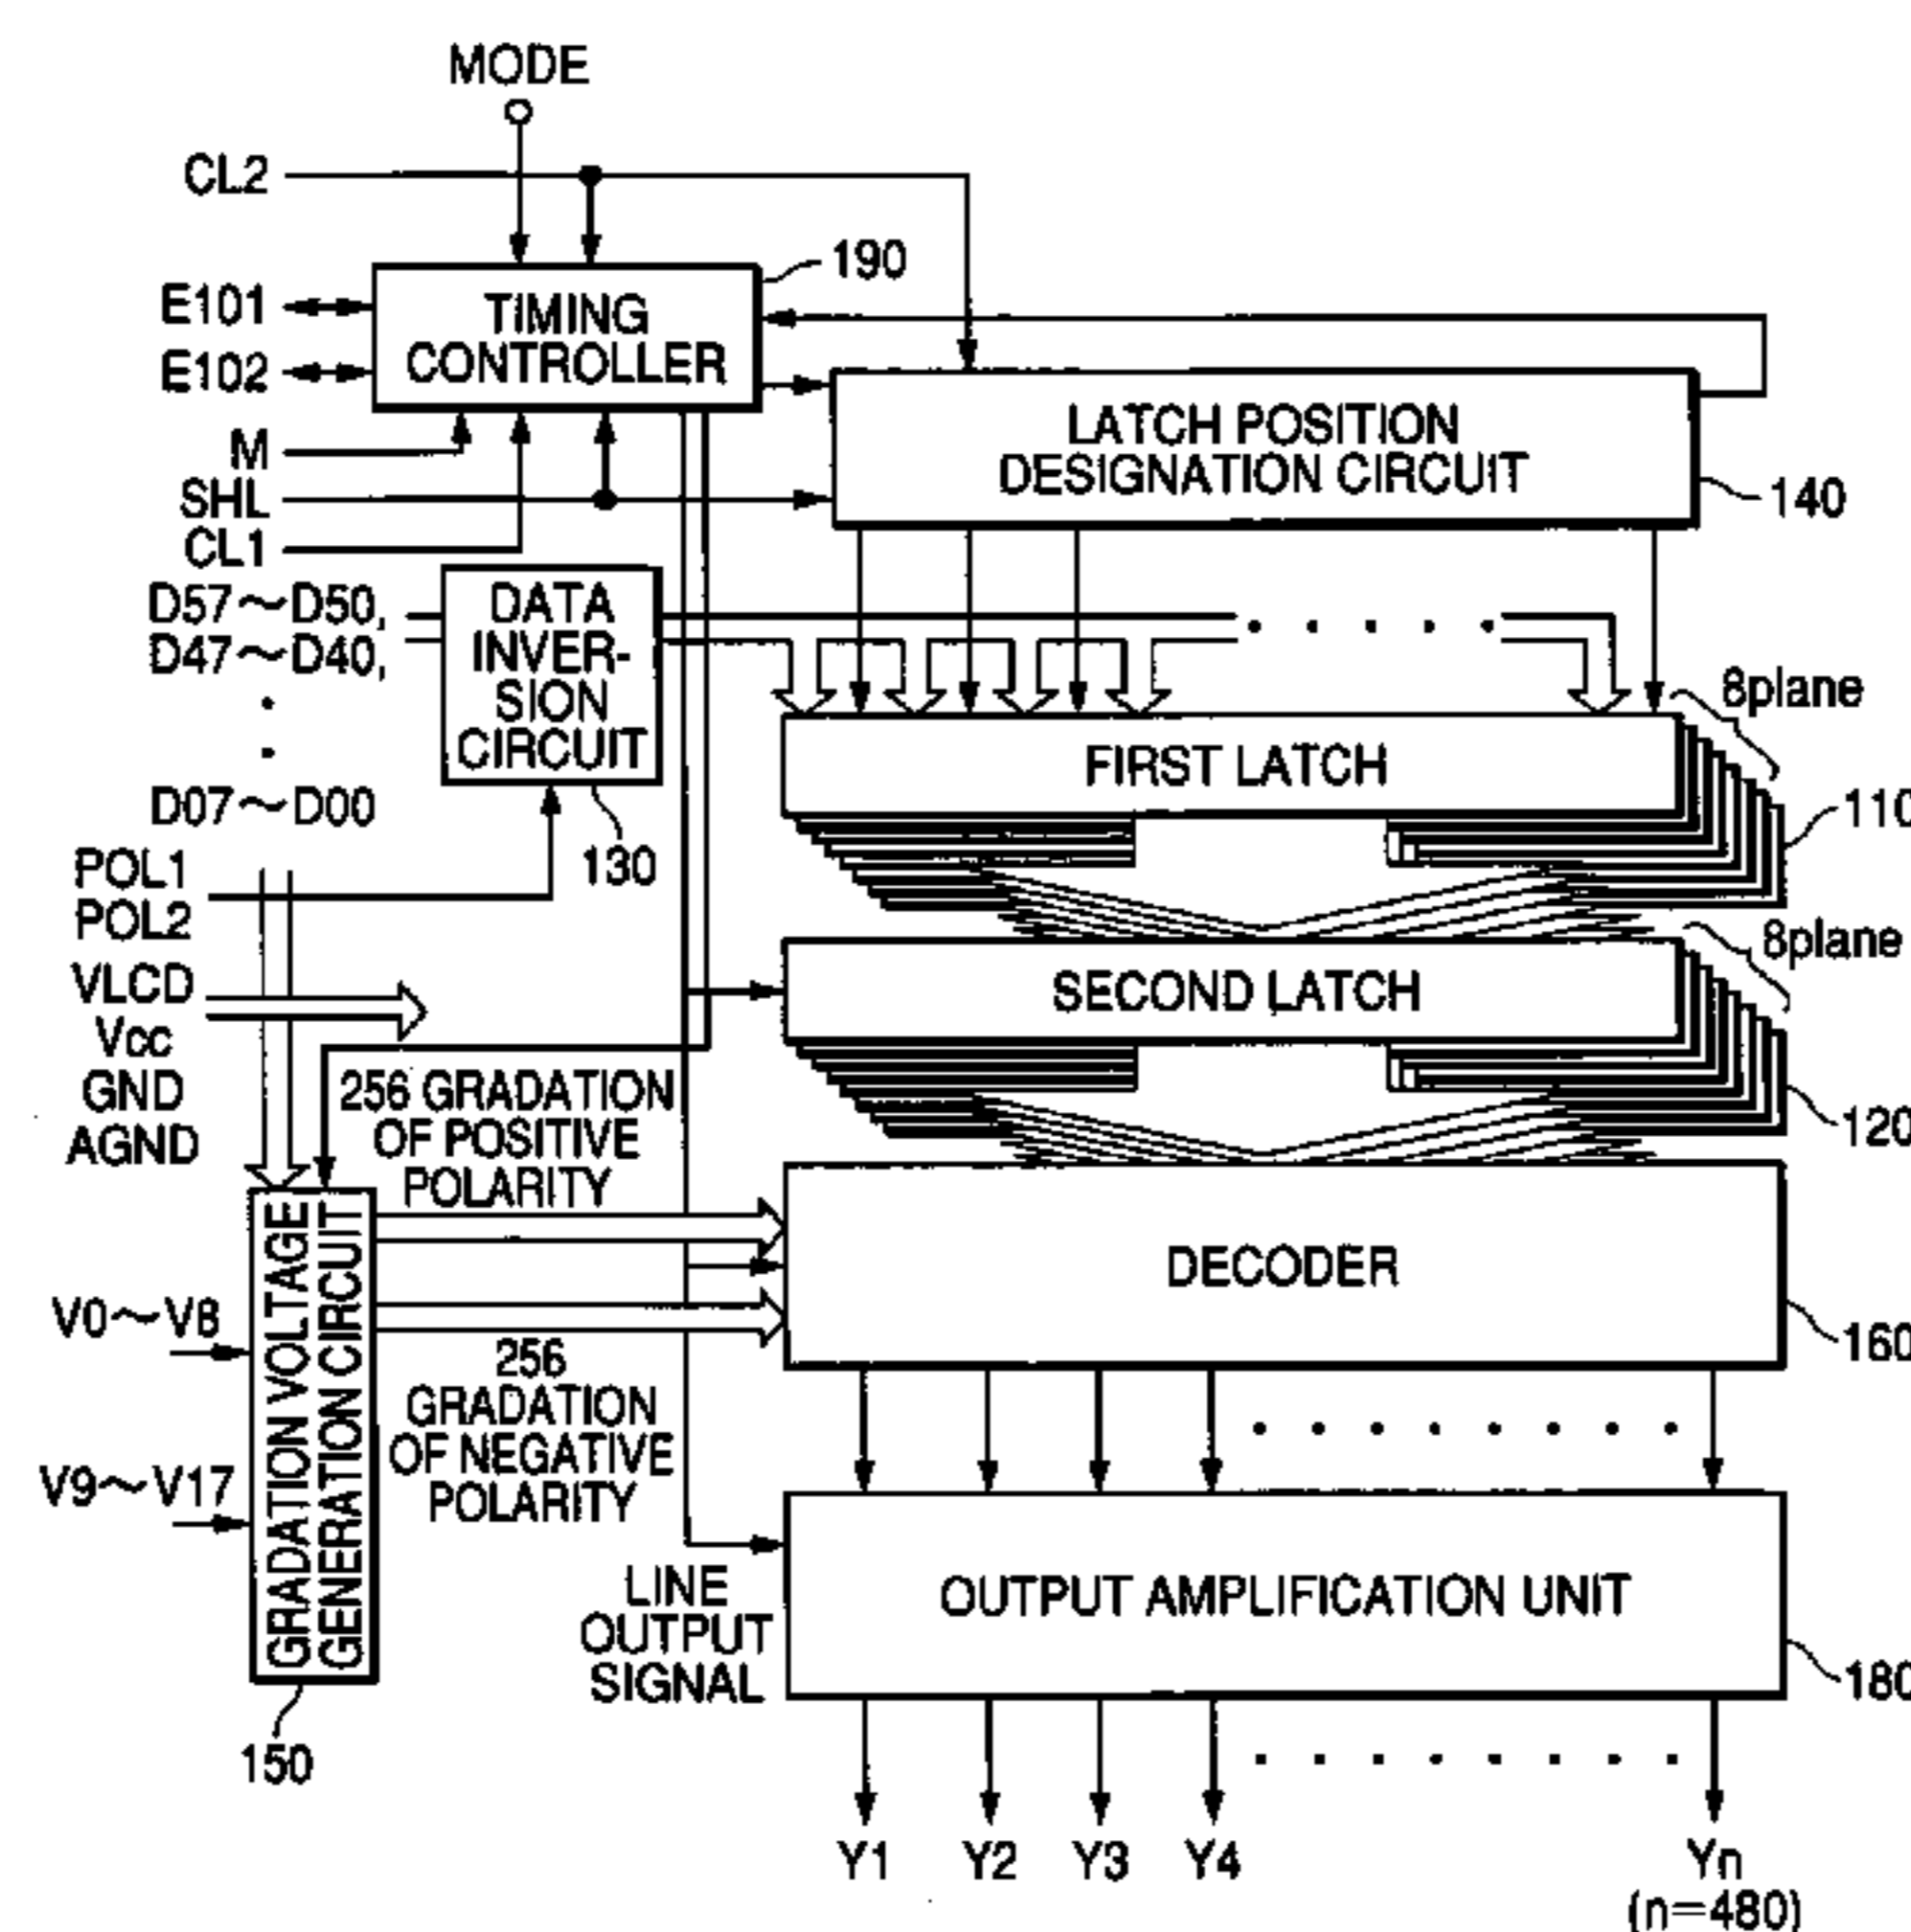 MODE
CL2
190
E101
E102
TIMING
CONTROLLER
M
SHL
CL1
LATCH POSITION
DESIGNATION CIRCUIT
140
D57～D50,
D47～D40,
D07～D00
DATA
INVER-
SION
CIRCUIT
130
8plane
FIRST LATCH
110
POL1
POL2
VLCD
Vcc
GND
AGND
8plane
SECOND LATCH
120
256 GRADATION
OF POSITIVE
POLARITY
DECODER
160
V0～V8
V9～V17
GRADATION VOLTAGE
GENERATION CIRCUIT
150
256
GRADATION
OF NEGATIVE
POLARITY
LINE
OUTPUT
SIGNAL
OUTPUT AMPLIFICATION UNIT
180
Y1
Y2
Y3
Y4
Yn
(n=480)